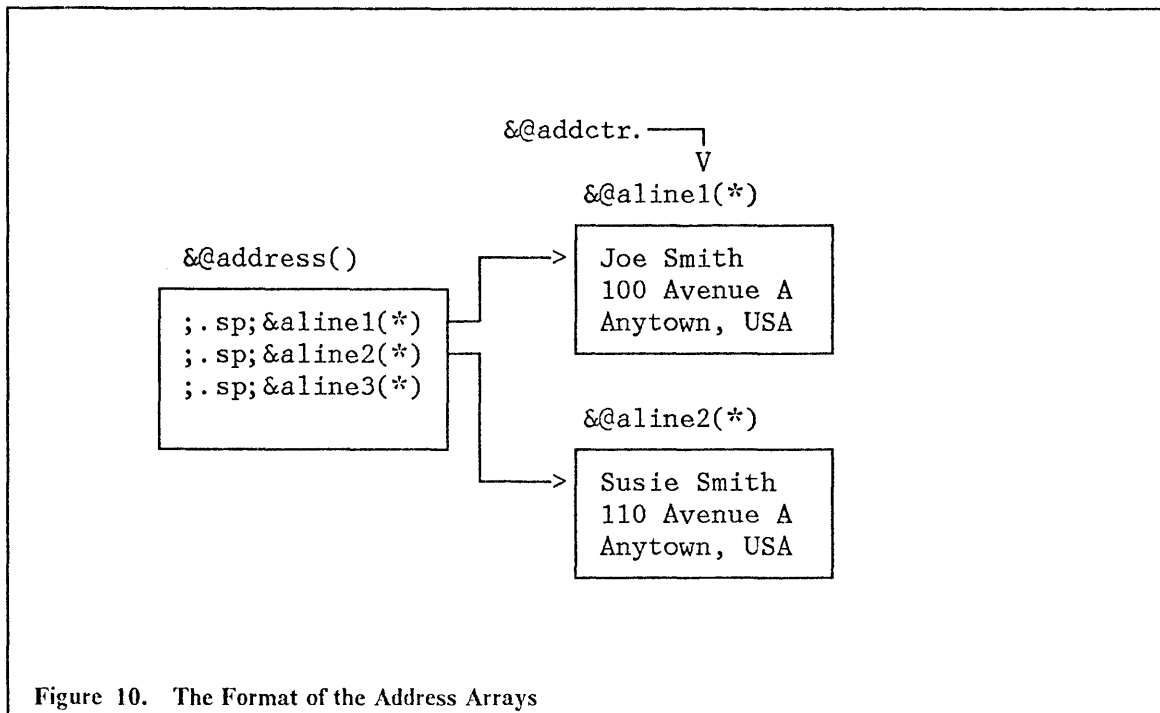 &@addctr.
V
&@aline1(*)
&@address()
> Joe Smith
100 Avenue A
Anytown, USA
;.sp;&aline1(*)
;.sp;&aline2(*)
;.sp;&aline3(*)
&@aline2(*)
> Susie Smith
110 Avenue A
Anytown, USA
Figure 10. The Format of the Address Arrays